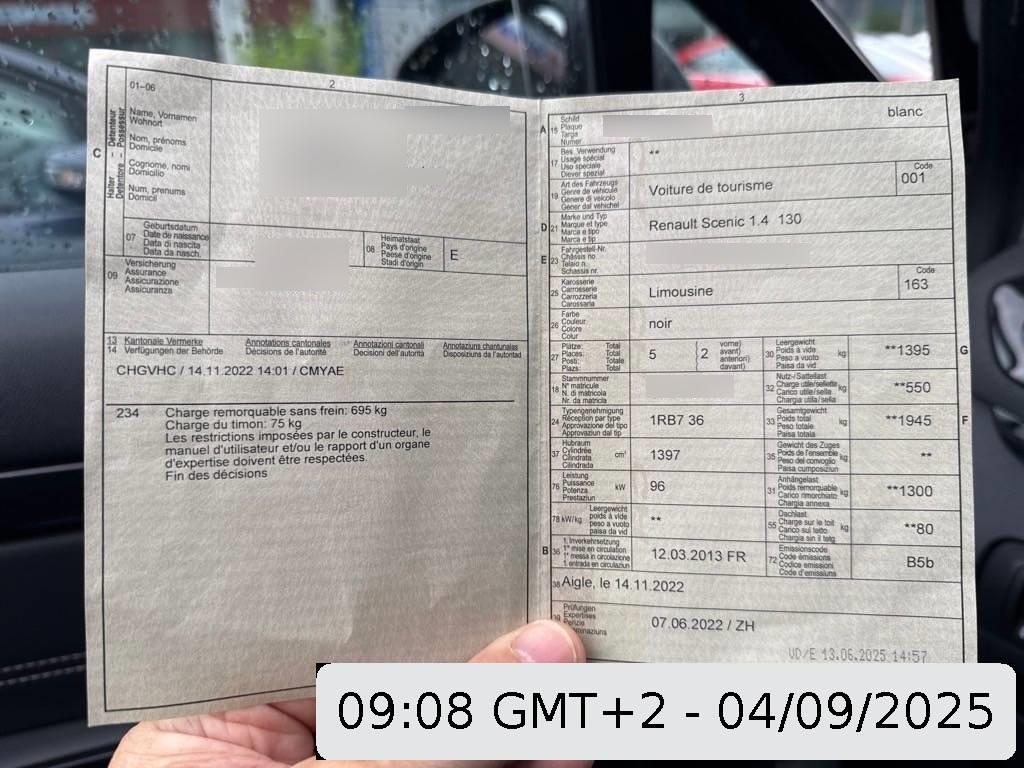 01-06
2
Détenteur
Possessur
Halter
Detentore
C
Name, Vornamen
Wohnort
Nom, prénoms
Domicile
Cognome, nomi
Domicilio
Num, prenums
Domicil
07
Geburtsdatum
Date de naissance
Data di nascita
Data da nasch.
08
Heimatstaat
Pays d'origine
Paese d'origine
Stadi d'origin
E
09
Versicherung
Assurance
Assicurazione
Assicuranza
13 Kantonale Vermerke Annotations cantonales Annotazioni cantonali Annotaziuns chantunalas
14 Verfügungen der Behörde Décisions de l'autorité Decisioni dell'autorità Disposiziuns da l'autoritad
CHGVHC / 14.11.2022 14:01 / CMYAE
234 Charge remorquable sans frein: 695 kg
Charge du timon: 75 kg
Les restrictions imposées par le constructeur, le
manuel d'utilisateur et/ou le rapport d'un organe
d'expertise doivent être respectées.
Fin des décisions
3
A 15
Schild
Plaque
Targa
Numer
blanc
17
Bes. Verwendung
Usage spécial
Uso speciale
Diever spezial
**
19
Art des Fahrzeugs
Genre de véhicule
Genere di veicolo
Gener dal vehichel
Voiture de tourisme
Code
001
D 21
Marke und Typ
Marque et type
Marca e tipo
Marca e tip
Renault Scenic 1.4 130
E 23
Fahrgestell-Nr.
Châssis no.
Telaio n.
Schassis nr.
25
Karosserie
Carrosserie
Carrozzeria
Carossaria
Limousine
Code
163
26
Farbe
Couleur
Colore
Colur
noir
27
Plätze: Total
Places: Total
Posti: Totale
Plazs: Total
5
2
vorne)
avant)
anteriori)
davant)
30
Leergewicht
Poids à vide
Peso a vuoto
Paisa da vid
kg
**1395
G
18
Stammnummer
N° matricule
N. di matricola
Nr. da matricla
32
Nutz-/Sattellast
Charge utile/sellette
Carico utile/sella
Chargia utila/sella
kg
**550
24
Typengenehmigung
Réception par type
Approvazione del tipo
Approvaziun dal tip
1RB7 36
33
Gesamtgewicht
Poids total
Peso totale
Paisa totala
kg
**1945
F
37
Hubraum
Cylindrée
Cilindrata
Cilindrada
cm³
1397
35
Gewicht des Zuges
Poids de l'ensemble
Peso del convoglio
Paisa cumposiziun
kg
**
76
Leistung
Puissance
Potenza
Prestaziun
kW
96
31
Anhängelast
Poids remorquable
Carico rimorchiato
Chargia annexa
kg
**1300
78 kW/kg
Leergewicht
poids à vide
peso a vuoto
paisa da vid
**
55
Dachlast
Charge sur le toit
Carico sul tetto
Chargia sin il tetg
kg
**80
B 36
1. Inverkehrsetzung
1re mise en circulation
1a messa in circolazione
1. entrada en circulaziun
12.03.2013 FR
72
Emissionscode
Code émissions
Codice emissioni
Code d'emissiuns
B5b
38 Aigle, le 14.11.2022
Prüfungen
Expertises
Perizie
07.06.2022 / ZH
VD/E 13.06.2025 14:57
09:08 GMT+2 - 04/09/2025